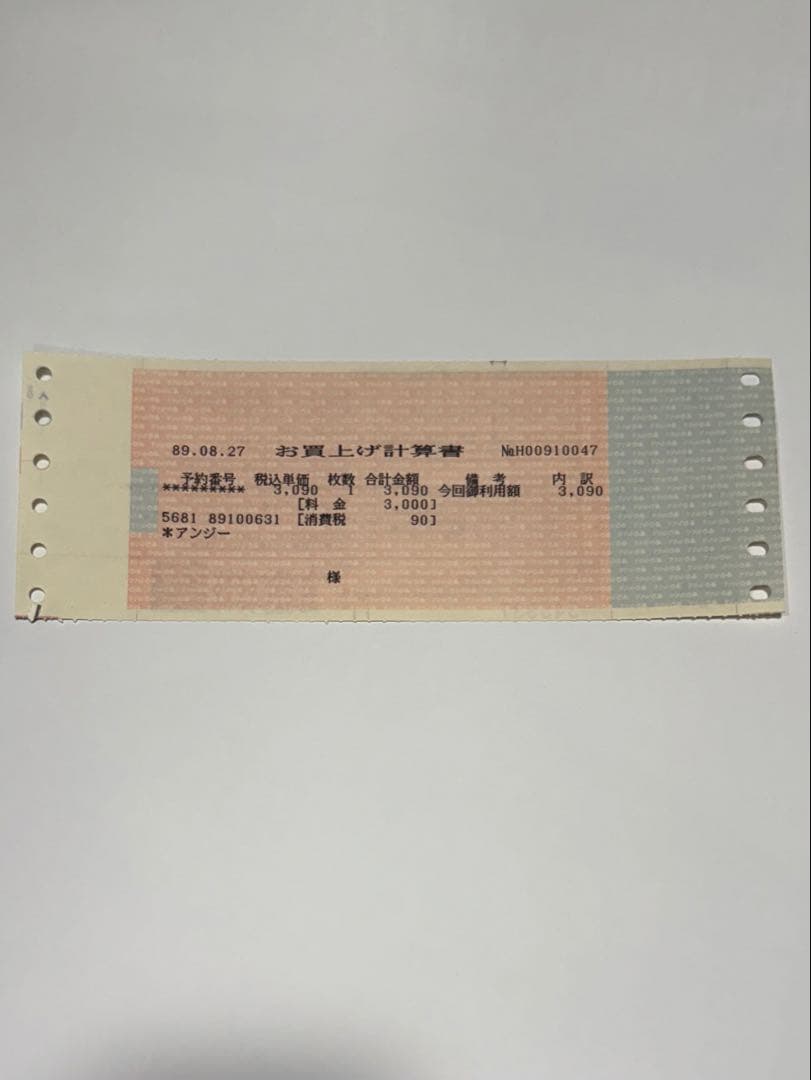 89.08.27 お買上げ計算書 №H00910047
予約番号 税込単価 枚数 合計金額 備 考 内 訳
********* 3,090 1 3,090 今回御利用額 3,090
[料 金 3,000]
5681 89100631 [消費税 90]
*アンジー
様